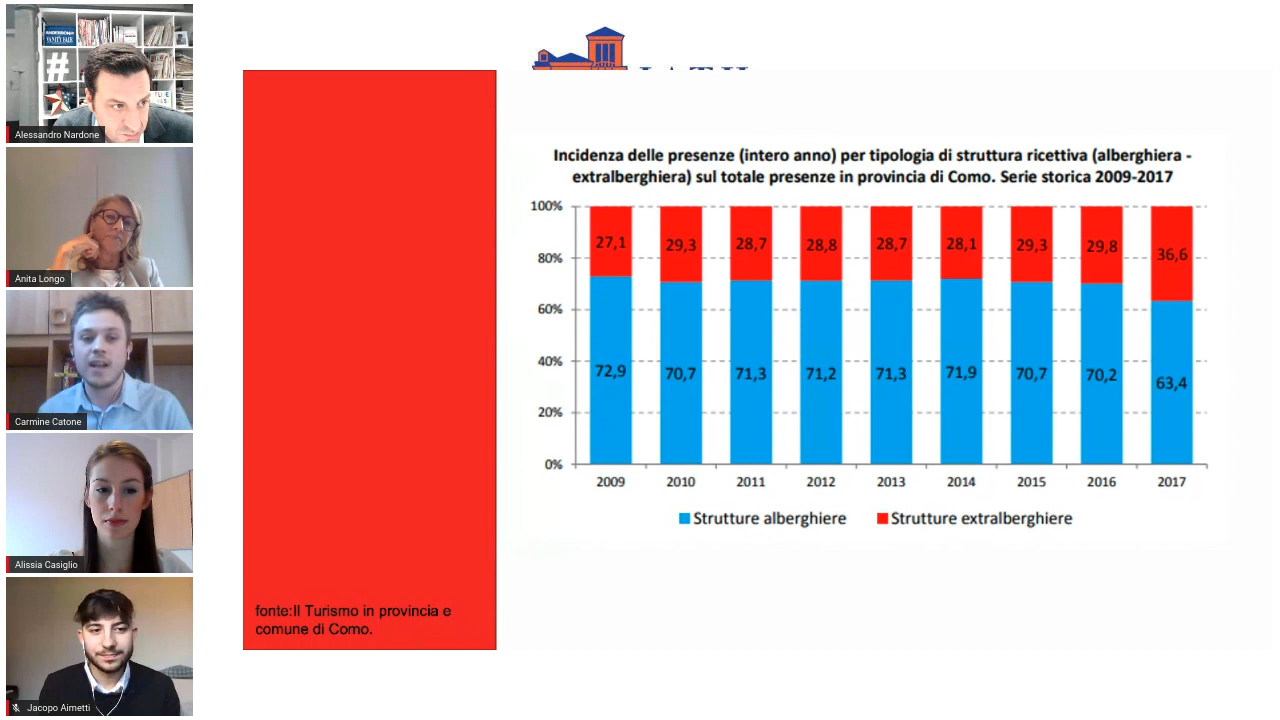 ANDERSON
VANITY FAIR
#
Alessandro Nardone
Anita Longo
Carmine Catone
Alissia Casiglio
Jacopo Aimetti
fonte:Il Turismo in provincia e
comune di Como.
Incidenza delle presenze (intero anno) per tipologia di struttura ricettiva (alberghiera -
extralberghiera) sul totale presenze in provincia di Como. Serie storica 2009-2017
100%
80%
60%
40%
20%
0%
27,1 29,3 28,7 28,8 28,7 28,1 29,3 29,8 36,6
72,9 70,7 71,3 71,2 71,3 71,9 70,7 70,2 63,4
2009 2010 2011 2012 2013 2014 2015 2016 2017
Strutture alberghiere Strutture extralberghiere